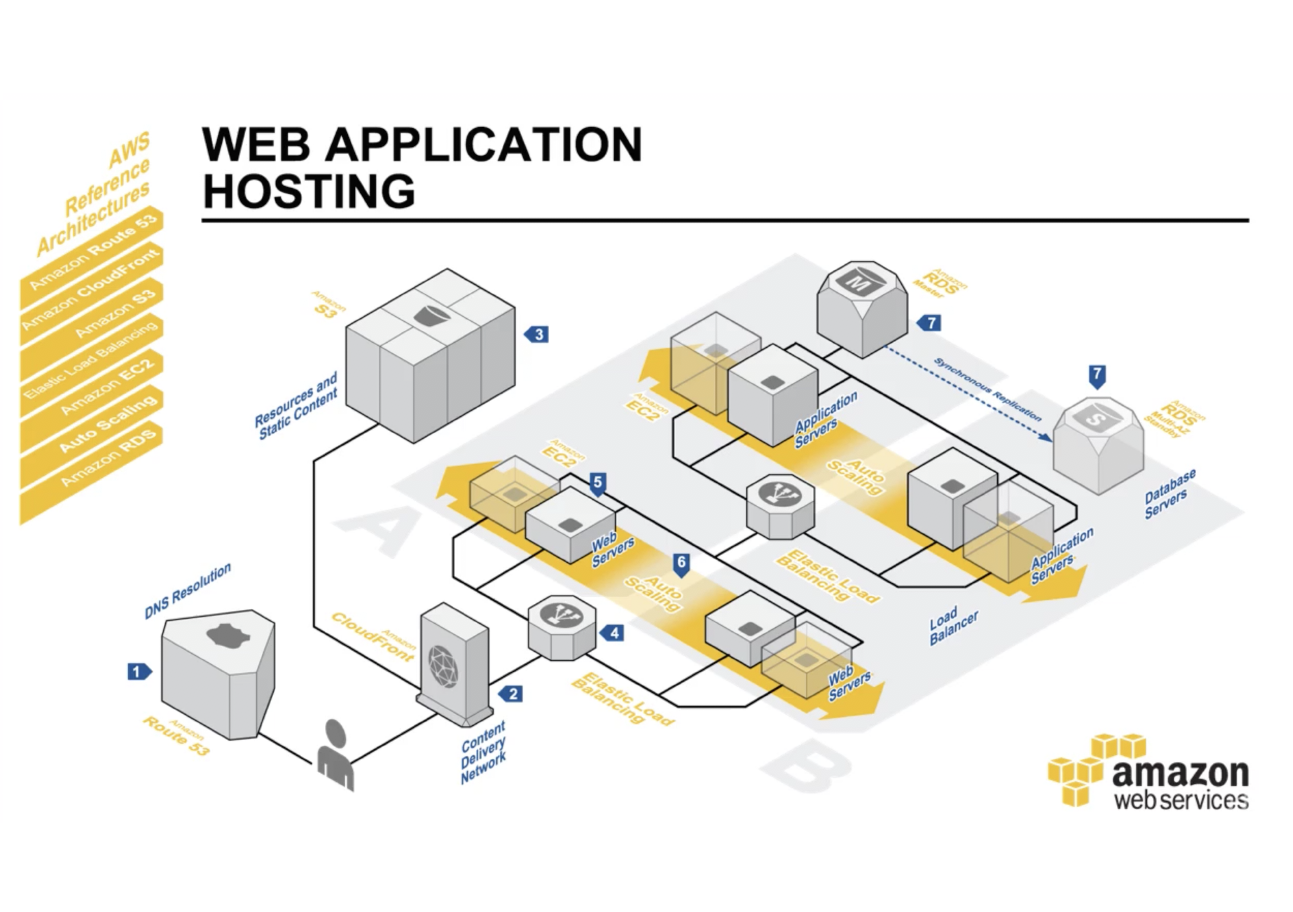 AWS
Reference
Architectures
Amazon Route 53
Amazon CloudFront
Amazon S3
Elastic Load Balancing
Amazon EC2
Auto Scaling
Amazon RDS
WEB APPLICATION
HOSTING
Amazon
S3
3
Resources and
Static Content
Amazon
RDS
Master
M
7
Synchronous Replication
7
Amazon
RDS
Multi-AZ
Standby
S
Database
Servers
Amazon
EC2
Application
Servers
Auto
Scaling
Application
Servers
Elastic Load
Balancing
Load
Balancer
Amazon
EC2
5
Web
Servers
6
Auto
Scaling
Web
Servers
A
B
4
Elastic Load
Balancing
DNS Resolution
1
Amazon
Route 53
Amazon
CloudFront
2
Content
Delivery
Network
amazon
web services